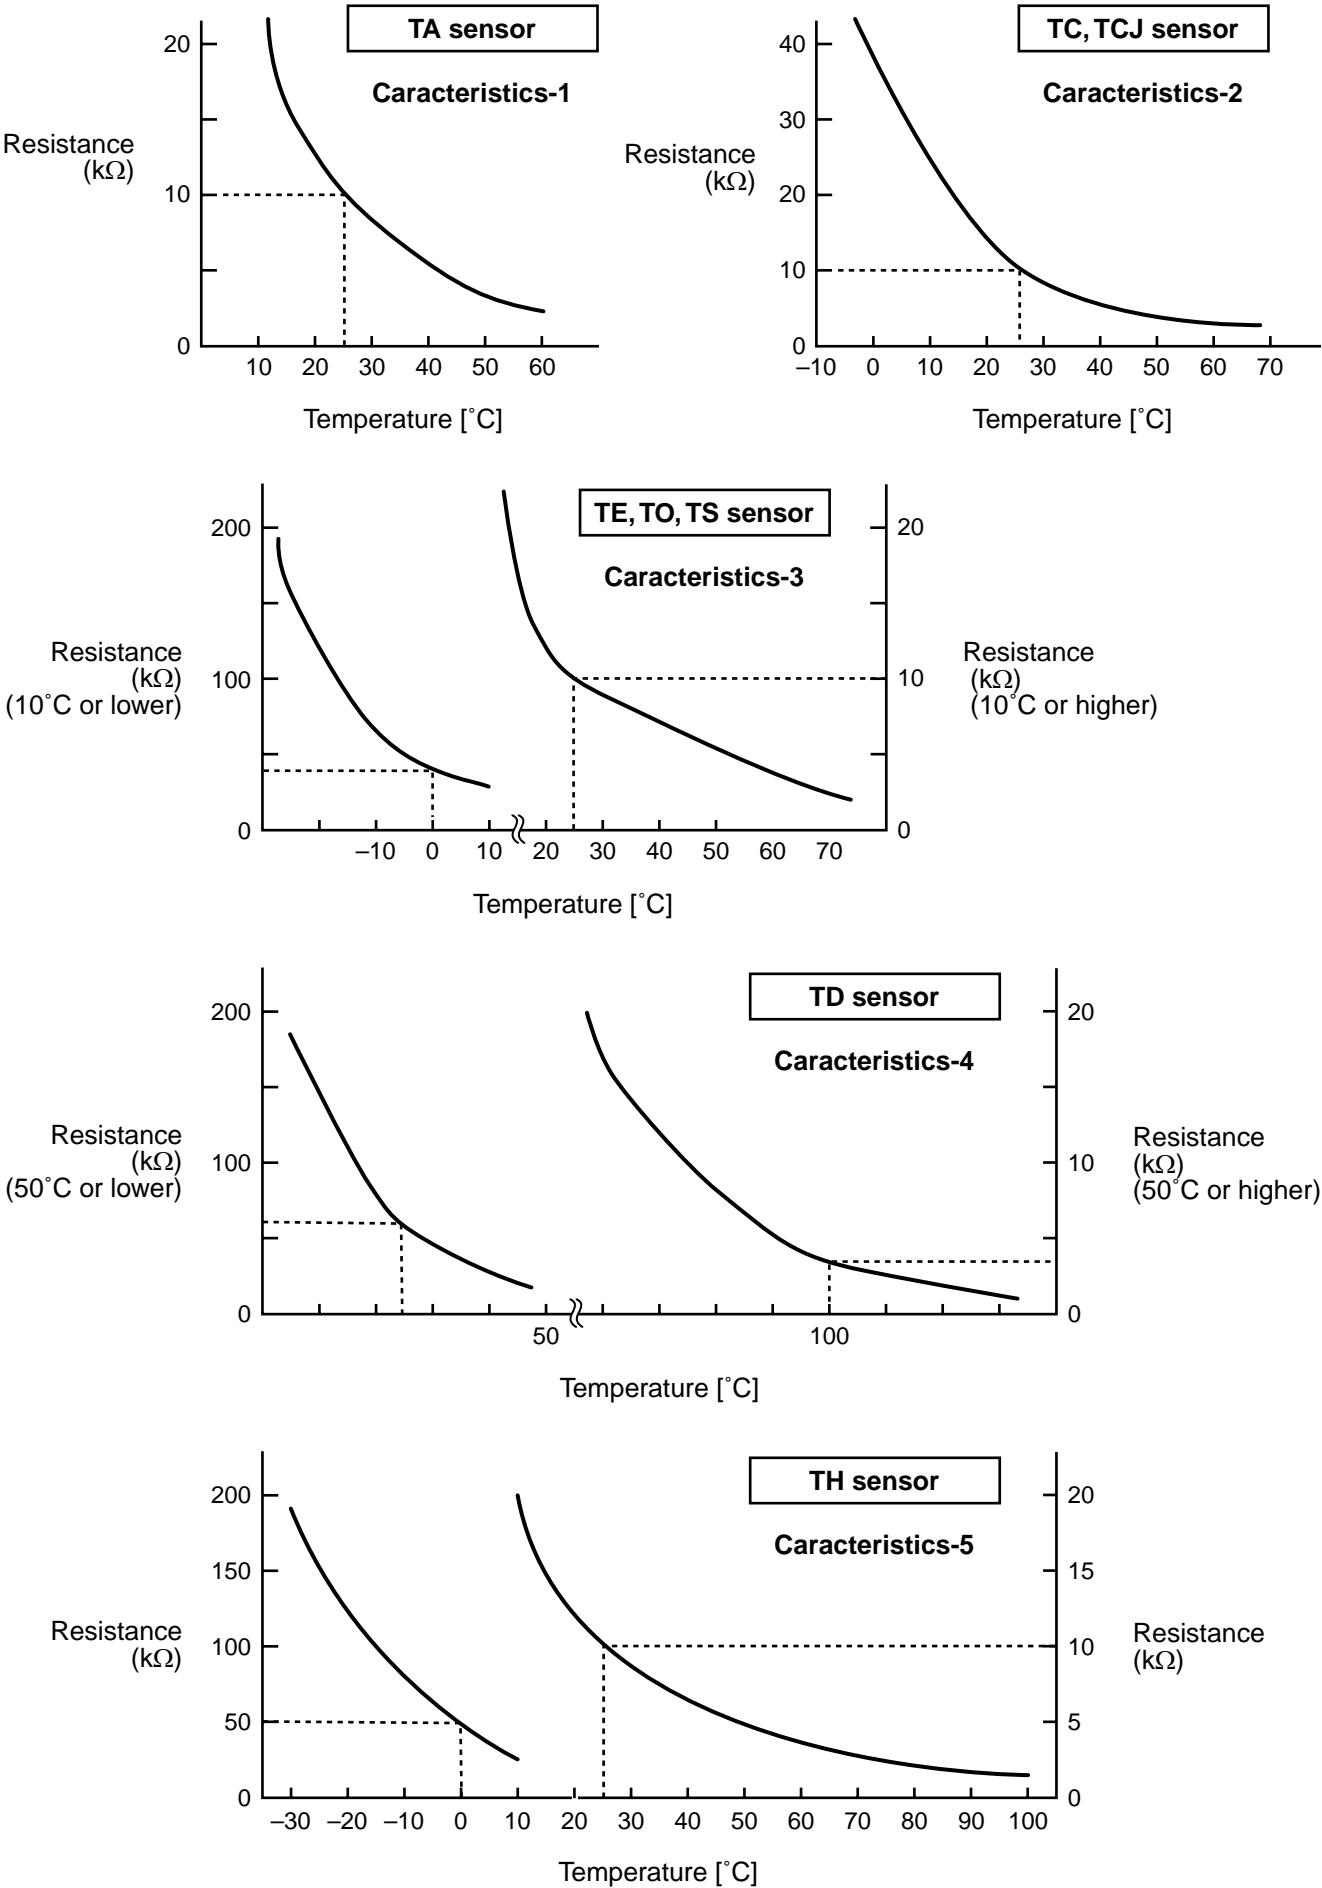 TA sensor
Caracteristics-1
Resistance
(kΩ)
20
10
0
10 20 30 40 50 60
Temperature [˚C]
TC, TCJ sensor
Caracteristics-2
Resistance
(kΩ)
40
30
20
10
0
–10 0 10 20 30 40 50 60 70
Temperature [˚C]
TE, TO, TS sensor
Caracteristics-3
Resistance
(kΩ)
(10˚C or lower)
200
100
0
20
10
0
Resistance
(kΩ)
(10˚C or higher)
–10 0 10 20 30 40 50 60 70
Temperature [˚C]
TD sensor
Caracteristics-4
Resistance
(kΩ)
(50˚C or lower)
200
100
0
20
10
0
Resistance
(kΩ)
(50˚C or higher)
50 100
Temperature [˚C]
TH sensor
Caracteristics-5
Resistance
(kΩ)
200
150
100
50
0
20
15
10
5
0
Resistance
(kΩ)
–30 –20 –10 0 10 20 30 40 50 60 70 80 90 100
Temperature [˚C]